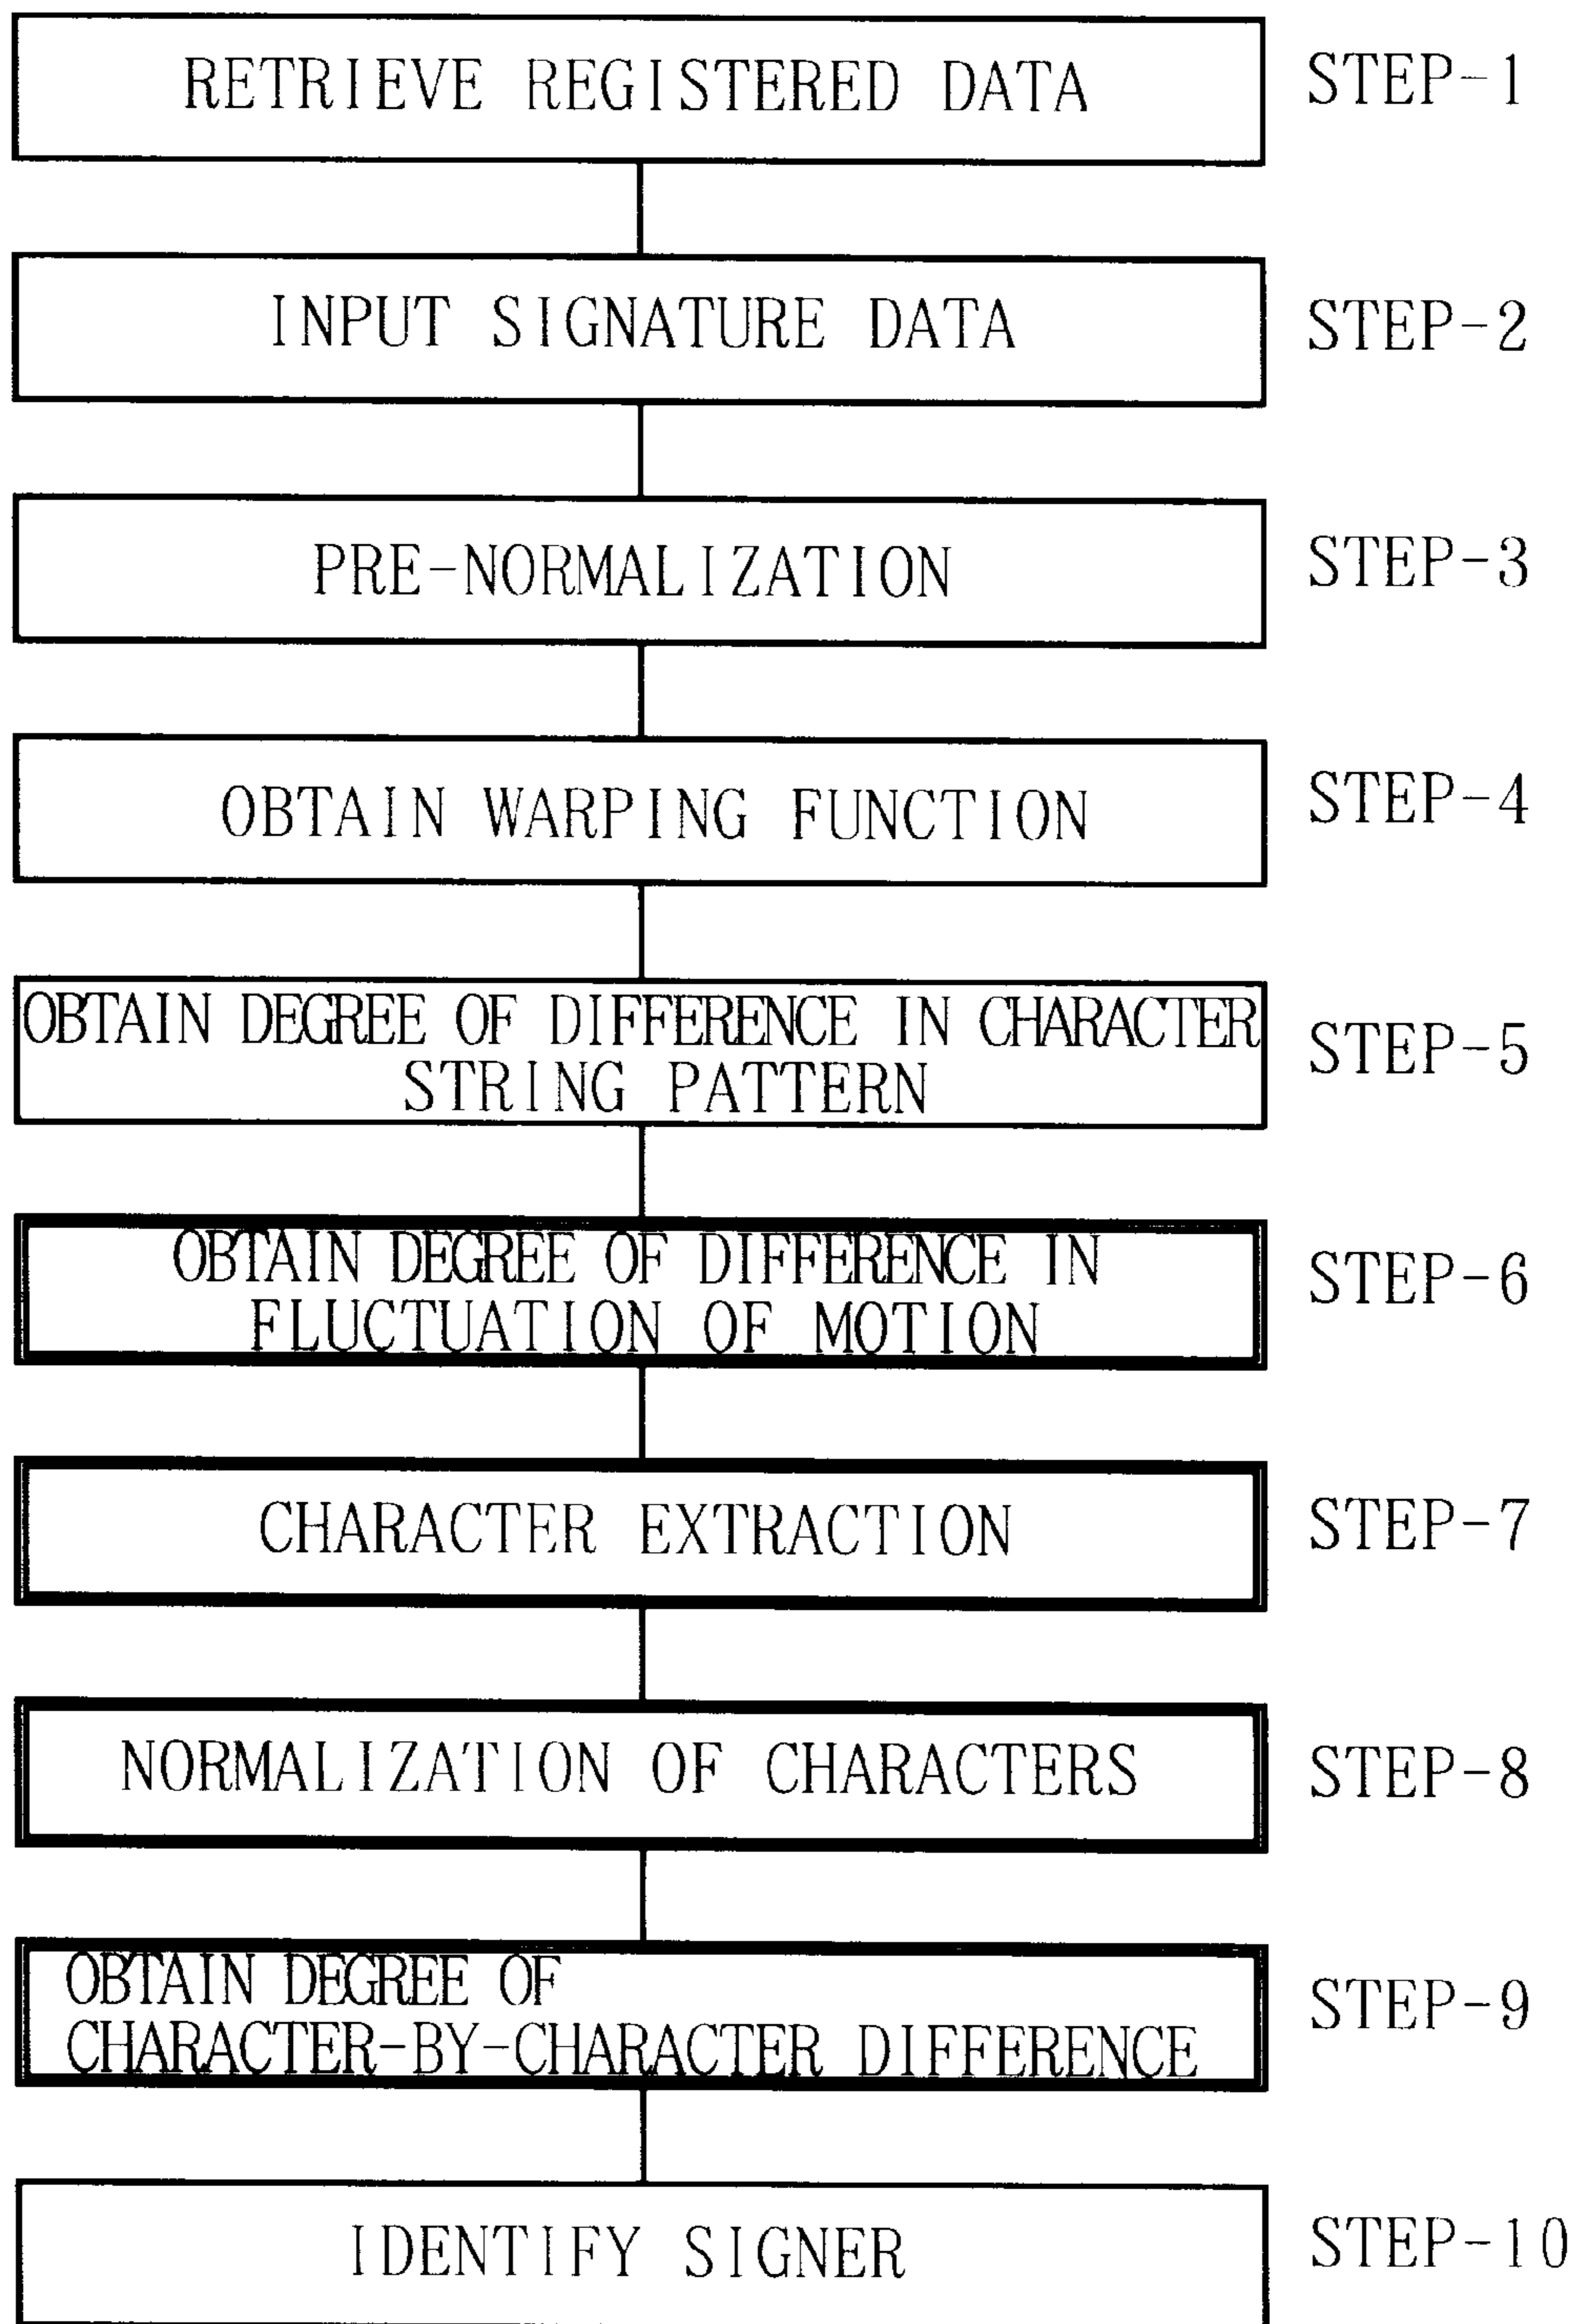 RETRIEVE REGISTERED DATA STEP-1
INPUT SIGNATURE DATA STEP-2
PRE-NORMALIZATION STEP-3
OBTAIN WARPING FUNCTION STEP-4
OBTAIN DEGREE OF DIFFERENCE IN CHARACTER
STRING PATTERN
STEP-5
OBTAIN DEGREE OF DIFFERENCE IN
FLUCTUATION OF MOTION
STEP-6
CHARACTER EXTRACTION STEP-7
NORMALIZATION OF CHARACTERS STEP-8
OBTAIN DEGREE OF
CHARACTER-BY-CHARACTER DIFFERENCE
STEP-9
IDENTIFY SIGNER STEP-10